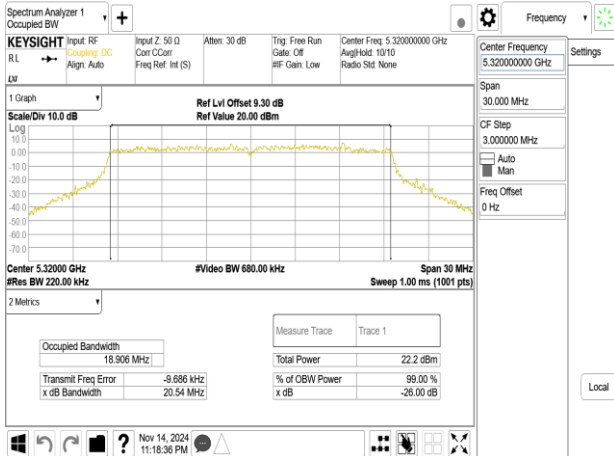 Spectrum Analyzer 1
Occupied BW
+
Frequency
KEYSIGHT
RL
LXI
Input: RF
Coupling: DC
Align: Auto
Input Z: 50 Ω
Corr CCorr
Freq Ref: Int (S)
Atten: 30 dB
Trig: Free Run
Gate: Off
#IF Gain: Low
Center Freq: 5.320000000 GHz
Avg|Hold: 10/10
Radio Std: None
Center Frequency
5.320000000 GHz
Settings
Span
30.000 MHz
CF Step
3.000000 MHz
Auto
Man
Freq Offset
0 Hz
Local
1 Graph
Scale/Div 10.0 dB
Ref Lvl Offset 9.30 dB
Ref Value 20.00 dBm
Log
10.0
0.00
-10.0
-20.0
-30.0
-40.0
-50.0
-60.0
-70.0
Center 5.32000 GHz
#Res BW 220.00 kHz
#Video BW 680.00 kHz
Span 30 MHz
Sweep 1.00 ms (1001 pts)
2 Metrics
Measure Trace Trace 1
Occupied Bandwidth
18.906 MHz
Total Power 22.2 dBm
Transmit Freq Error -9.686 kHz
% of OBW Power 99.00 %
x dB Bandwidth 20.54 MHz
x dB -26.00 dB
?
Nov 14, 2024
11:18:36 PM